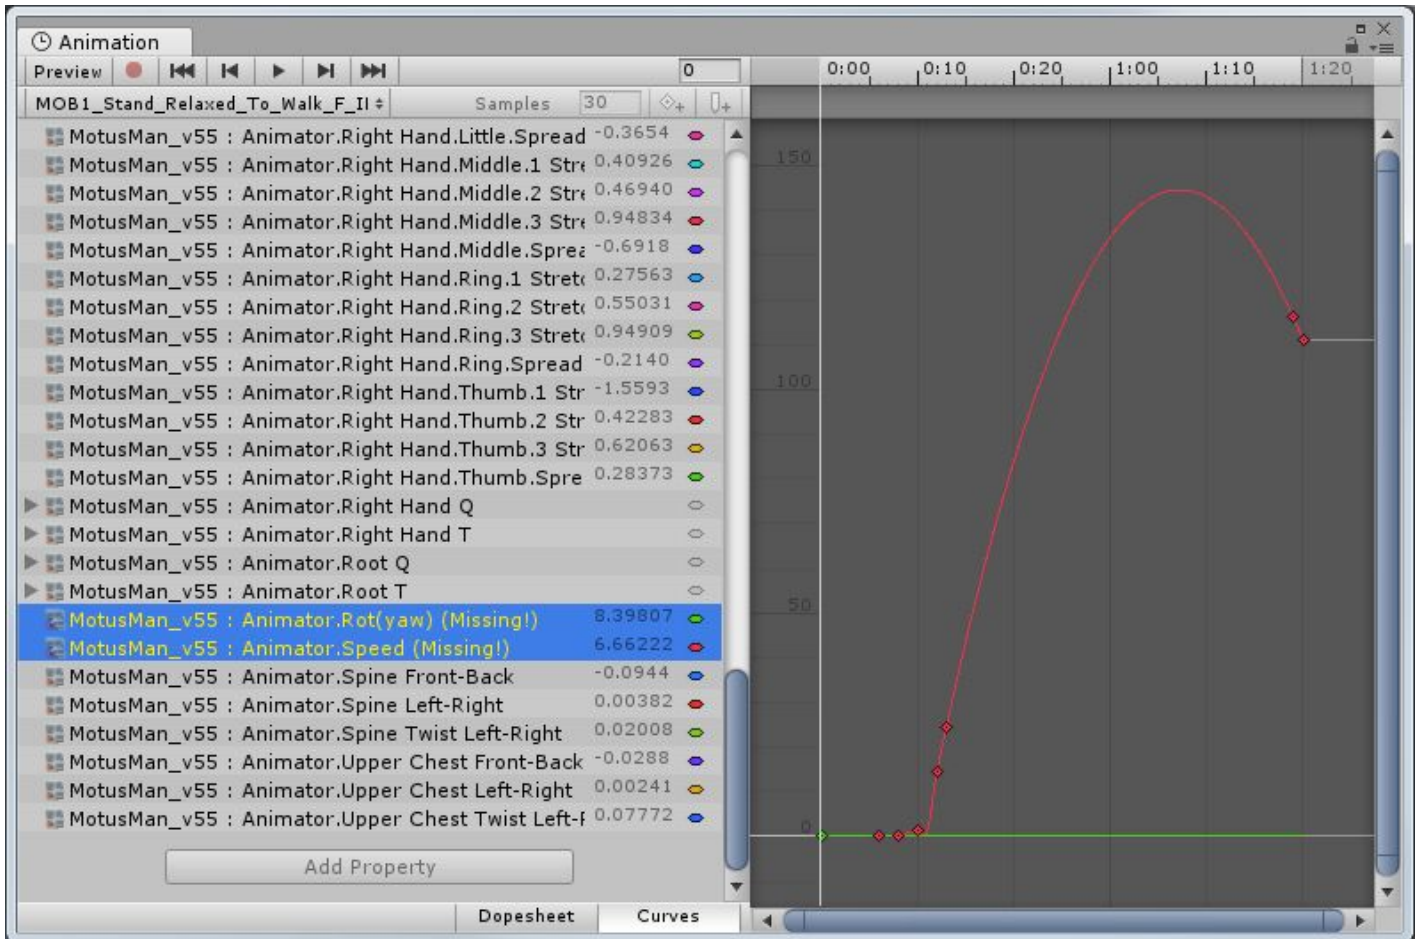 Animation
Preview 0 0:00 0:10 0:20 1:00 1:10 1:20
MOB1_Stand_Relaxed_To_Walk_F_II Samples 30
MotusMan_v55 : Animator.Right Hand.Little.Spread -0.3654
MotusMan_v55 : Animator.Right Hand.Middle.1 Stre 0.40926
150
MotusMan_v55 : Animator.Right Hand.Middle.2 Stre 0.46940
MotusMan_v55 : Animator.Right Hand.Middle.3 Stre 0.94834
MotusMan_v55 : Animator.Right Hand.Middle.Sprea -0.6918
MotusMan_v55 : Animator.Right Hand.Ring.1 Stretc 0.27563
MotusMan_v55 : Animator.Right Hand.Ring.2 Stretc 0.55031
MotusMan_v55 : Animator.Right Hand.Ring.3 Stretc 0.94909
MotusMan_v55 : Animator.Right Hand.Ring.Spread -0.2140
MotusMan_v55 : Animator.Right Hand.Thumb.1 Str -1.5593
100
MotusMan_v55 : Animator.Right Hand.Thumb.2 Str 0.42283
MotusMan_v55 : Animator.Right Hand.Thumb.3 Str 0.62063
MotusMan_v55 : Animator.Right Hand.Thumb.Spre 0.28373
MotusMan_v55 : Animator.Right Hand Q
MotusMan_v55 : Animator.Right Hand T
MotusMan_v55 : Animator.Root Q
MotusMan_v55 : Animator.Root T
50
MotusMan_v55 : Animator.Rot(yaw) (Missing!) 8.39807
MotusMan_v55 : Animator.Speed (Missing!) 6.66222
MotusMan_v55 : Animator.Spine Front-Back -0.0944
MotusMan_v55 : Animator.Spine Left-Right 0.00382
MotusMan_v55 : Animator.Spine Twist Left-Right 0.02008
MotusMan_v55 : Animator.Upper Chest Front-Back -0.0288
MotusMan_v55 : Animator.Upper Chest Left-Right 0.00241
MotusMan_v55 : Animator.Upper Chest Twist Left-F 0.07772
0
Add Property
Dopesheet Curves